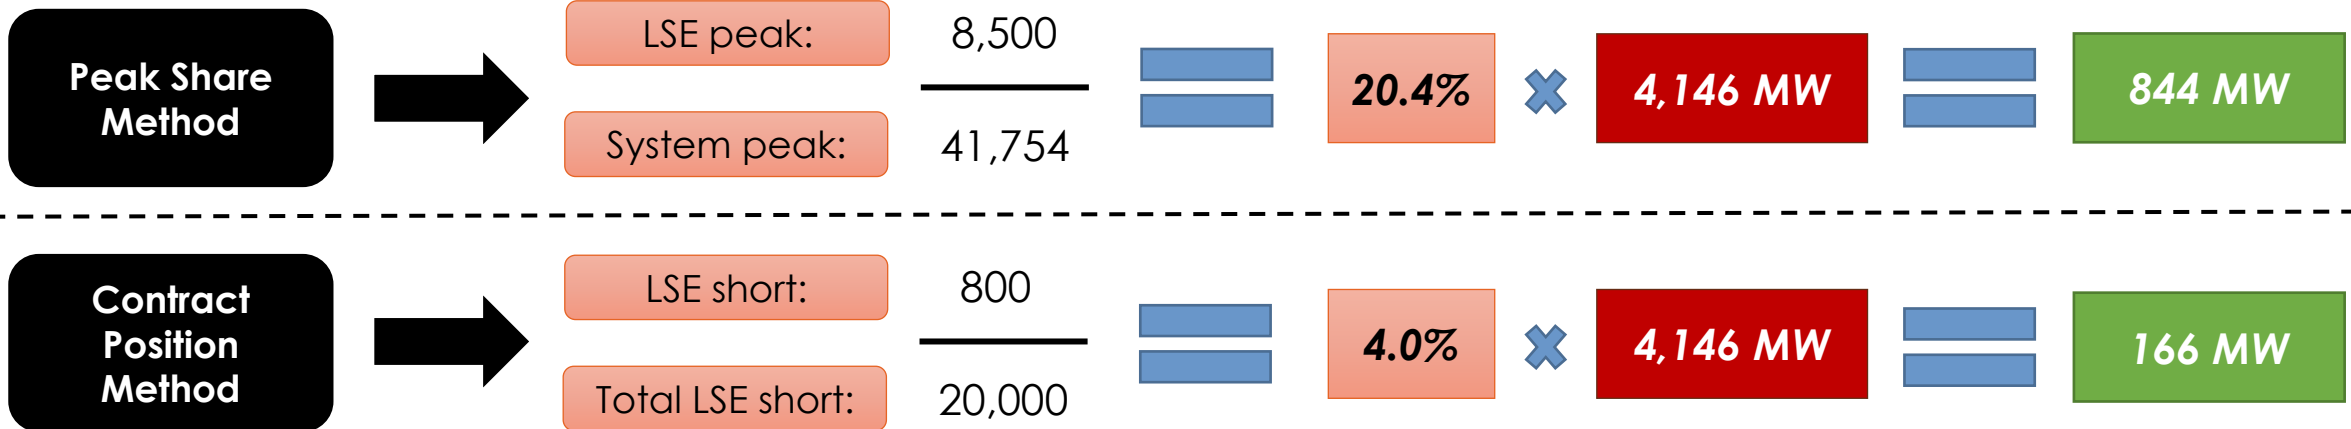 Peak Share
Method
LSE peak:
8,500
System peak:
41,754
20.4%
4,146 MW
844 MW
Contract
Position
Method
LSE short:
800
Total LSE short:
20,000
4.0%
4,146 MW
166 MW